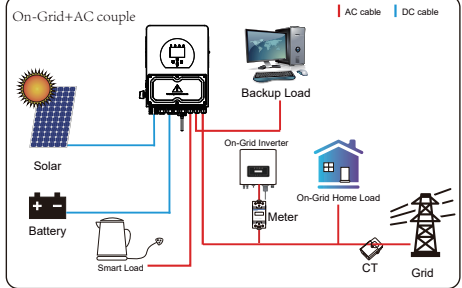 On-Grid+AC couple
AC cable
DC cable
Backup Load
On-Grid Inverter
Solar
On-Grid Home Load
Meter
Battery
Smart Load
CT
Grid